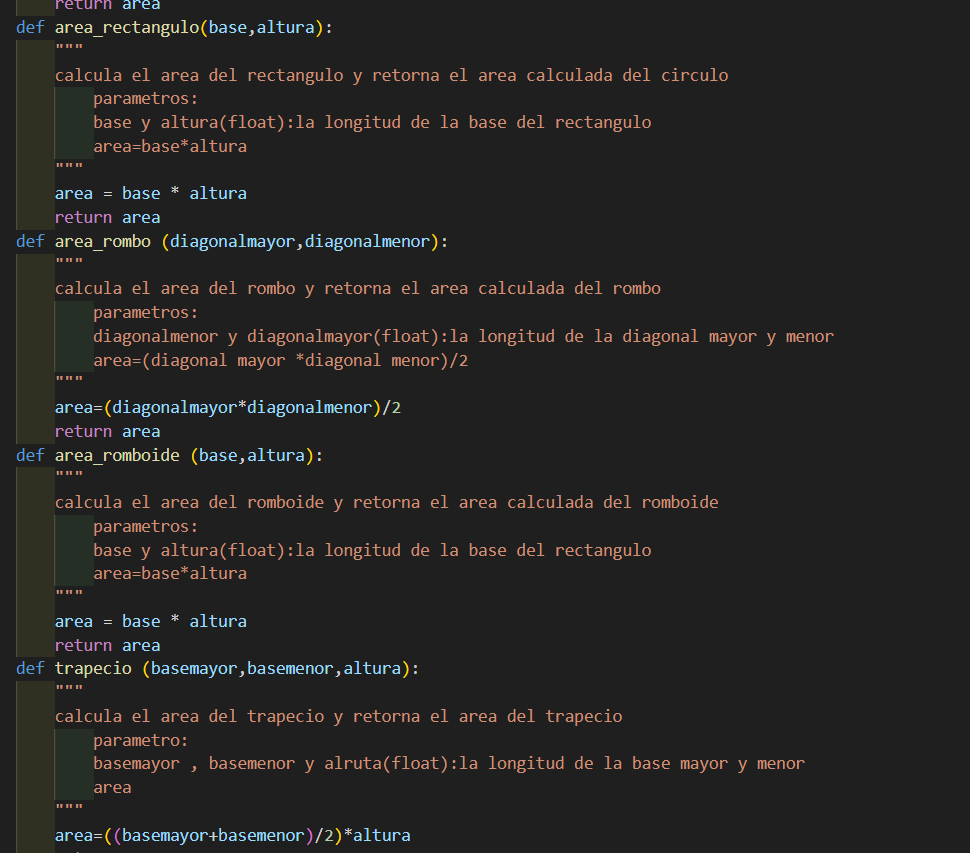 return area
def area_rectangulo(base,altura):
"""
calcula el area del rectangulo y retorna el area calculada del circulo
parametros:
base y altura(float):la longitud de la base del rectangulo
area=base*altura
"""
area = base * altura
return area
def area_rombo (diagonalmayor,diagonalmenor):
"""
calcula el area del rombo y retorna el area calculada del rombo
parametros:
diagonalmenor y diagonalmayor(float):la longitud de la diagonal mayor y menor
area=(diagonal mayor *diagonal menor)/2
"""
area=(diagonalmayor*diagonalmenor)/2
return area
def area_romboide (base,altura):
"""
calcula el area del romboide y retorna el area calculada del romboide
parametros:
base y altura(float):la longitud de la base del rectangulo
area=base*altura
"""
area = base * altura
return area
def trapecio (basemayor,basemenor,altura):
"""
calcula el area del trapecio y retorna el area del trapecio
parametro:
basemayor , basemenor y alruta(float):la longitud de la base mayor y menor
area
"""
area=((basemayor+basemenor)/2)*altura